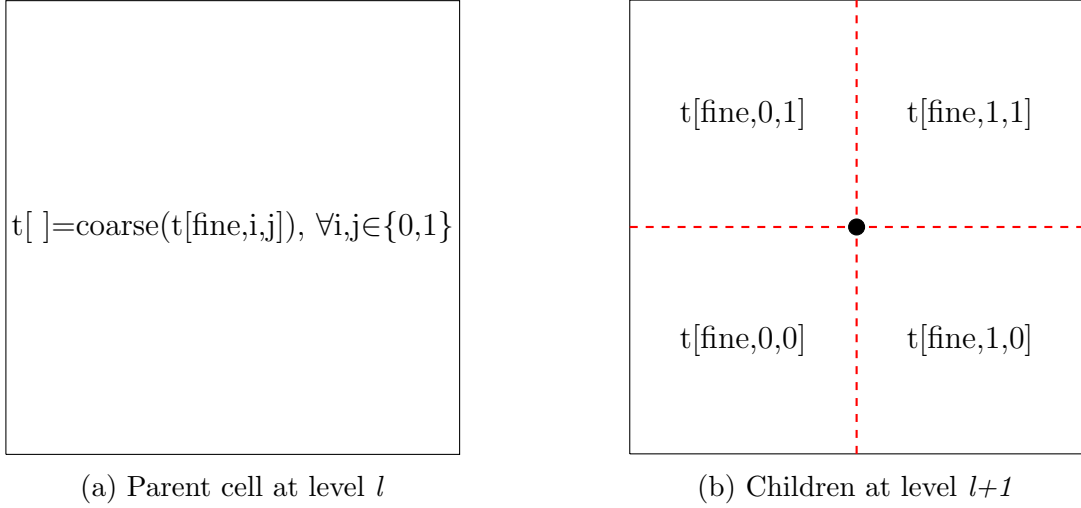 t[ ]=coarse(t[fine,i,j]), ∀i,j∈{0,1}
(a) Parent cell at level l
t[fine,0,1]
t[fine,1,1]
t[fine,0,0]
t[fine,1,0]
(b) Children at level l+1